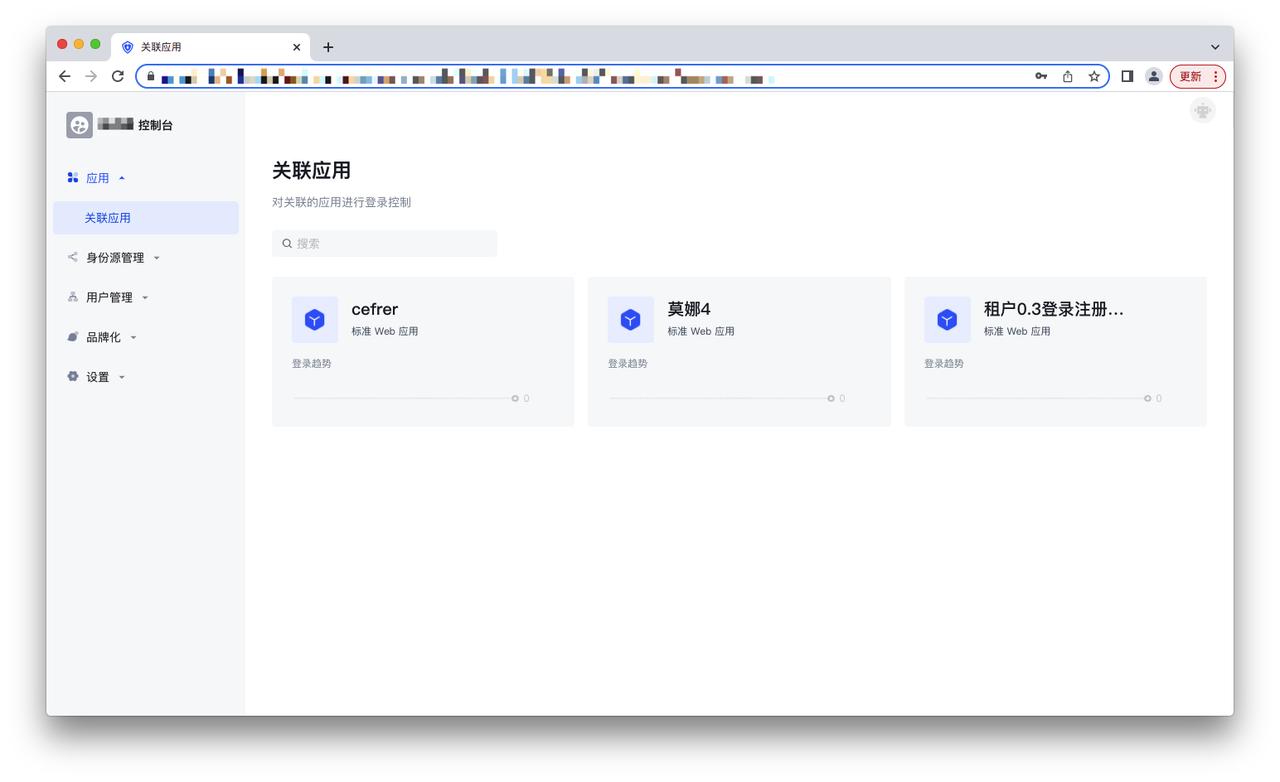 关联应用
更新
控制台
应用
关联应用
身份源管理
用户管理
品牌化
设置
关联应用
对关联的应用进行登录控制
搜索
cefrer
标准 Web 应用
登录趋势
0
莫娜4
标准 Web 应用
登录趋势
0
租户0.3登录注册...
标准 Web 应用
登录趋势
0